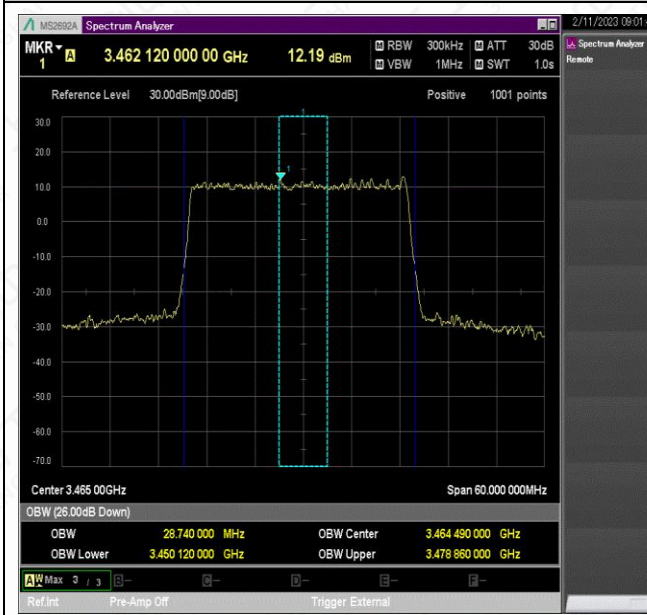 MS2692A Spectrum Analyzer
2/11/2023 09:01
MKR 1 A 3.462 120 000 00 GHz 12.19 dBm
M RBW 300kHz M ATT 30dB
M VBW 1MHz M SWT 1.0s
Spectrum Analyzer
Remote
Reference Level 30.00dBm[9.00dB] Positive 1001 points
1
30.0
20.0
1
10.0
0.0
-10.0
-20.0
-30.0
-40.0
-50.0
-60.0
-70.0
Center 3.465 00GHz Span 60.000 000MHz
OBW (26.00dB Down)
OBW 28.740 000 MHz OBW Center 3.464 490 000 GHz
OBW Lower 3.450 120 000 GHz OBW Upper 3.478 860 000 GHz
A W Max 3 / 3 B- C- D- E- F-
Ref.Int Pre-Amp Off Trigger External